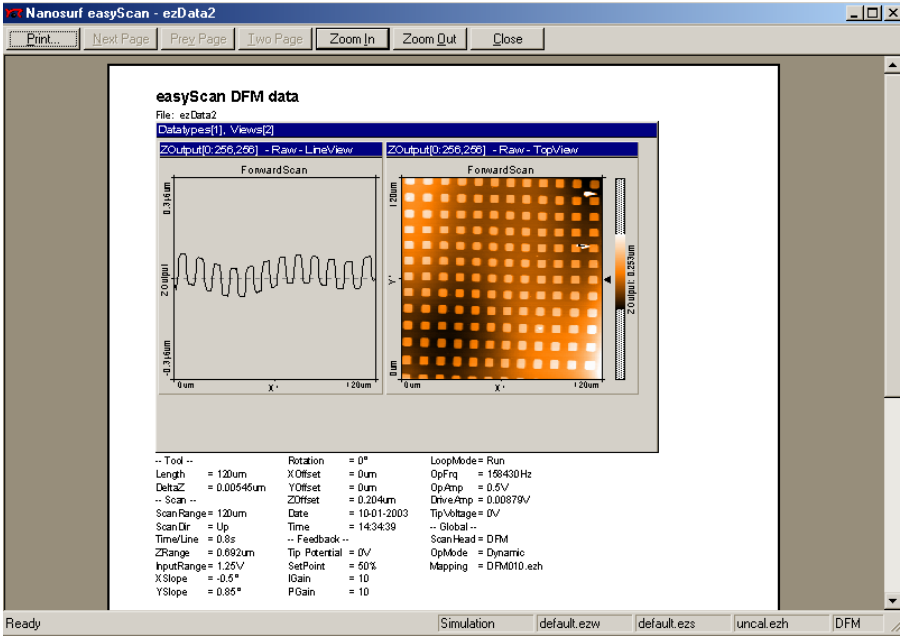 Nanosurf easyScan - ezData2
Print... Next Page Prev Page Two Page Zoom In Zoom Out Close
easyScan DFM data
File: ezData2
Datatypes[1], Views[2]
ZOutput[0:256,256] - Raw - LineView
ForwardScan
0.316um
Z Output
-0.316um
0um X* 120um
ZOutput[0:256,256] - Raw - TopView
ForwardScan
120um
Y*
0um
0um X* 120um
Z Output: 0.253um
-- Tool --
Length = 120um
DeltaZ = 0.00545um
-- Scan --
ScanRange = 120um
ScanDir = Up
Time/Line = 0.8s
ZRange = 0.692um
InputRange = 1.25V
XSlope = -0.5°
YSlope = 0.85°
Rotation = 0°
XOffset = 0um
YOffset = 0um
ZOffset = 0.204um
Date = 10-01-2003
Time = 14:34:39
-- Feedback --
Tip Potential = 0V
SetPoint = 50%
IGain = 10
PGain = 10
LoopMode = Run
OpFrq = 158430Hz
OpAmp = 0.5V
DriveAmp = 0.00879V
TipVoltage = 0V
-- Global --
ScanHead = DFM
OpMode = Dynamic
Mapping = DFM010.ezh
Ready
Simulation default.ezw default.ezs uncal.ezh DFM